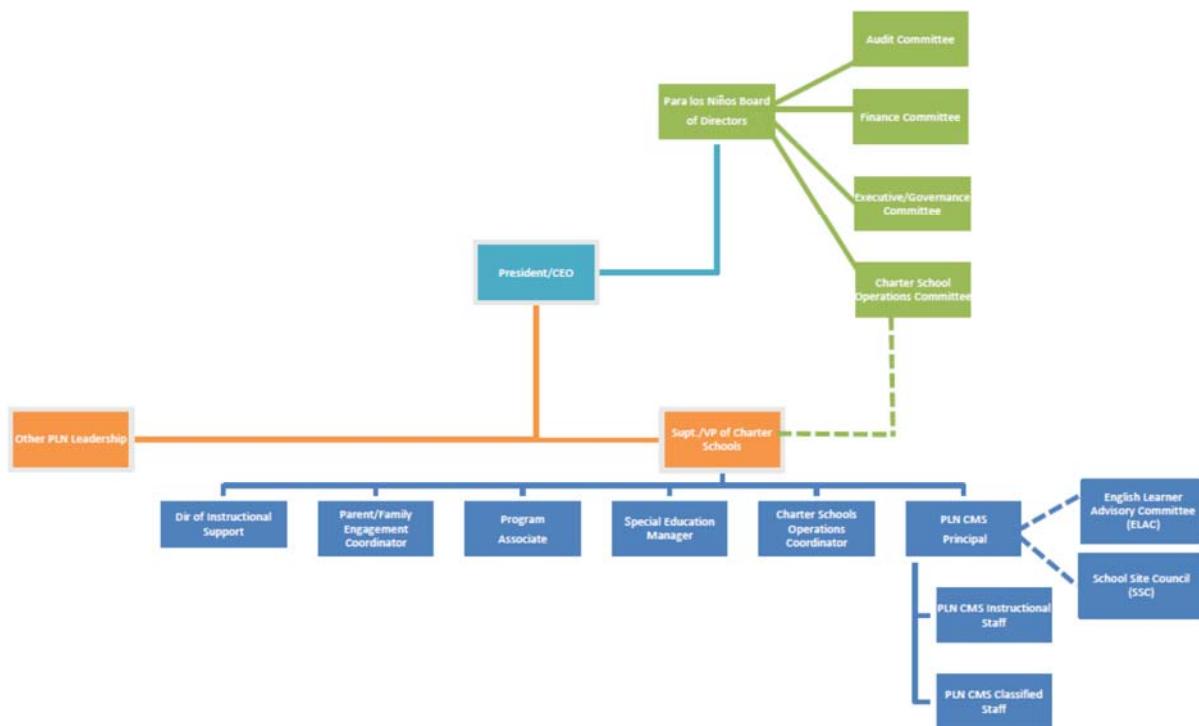 Audit Committee
Para los Niños Board
of Directors
Finance Committee
Executive/Governance
Committee
President/CEO
Charter School
Operations Committee
Other PLN Leadership
Supt./VP of Charter
Schools
Dir of Instructional
Support
Parent/Family
Engagement
Coordinator
Program
Associate
Special Education
Manager
Charter Schools
Operations
Coordinator
PLN CMS
Principal
English Learner
Advisory Committee
(ELAC)
School Site Council
(SSC)
PLN CMS Instructional
Staff
PLN CMS Classified
Staff